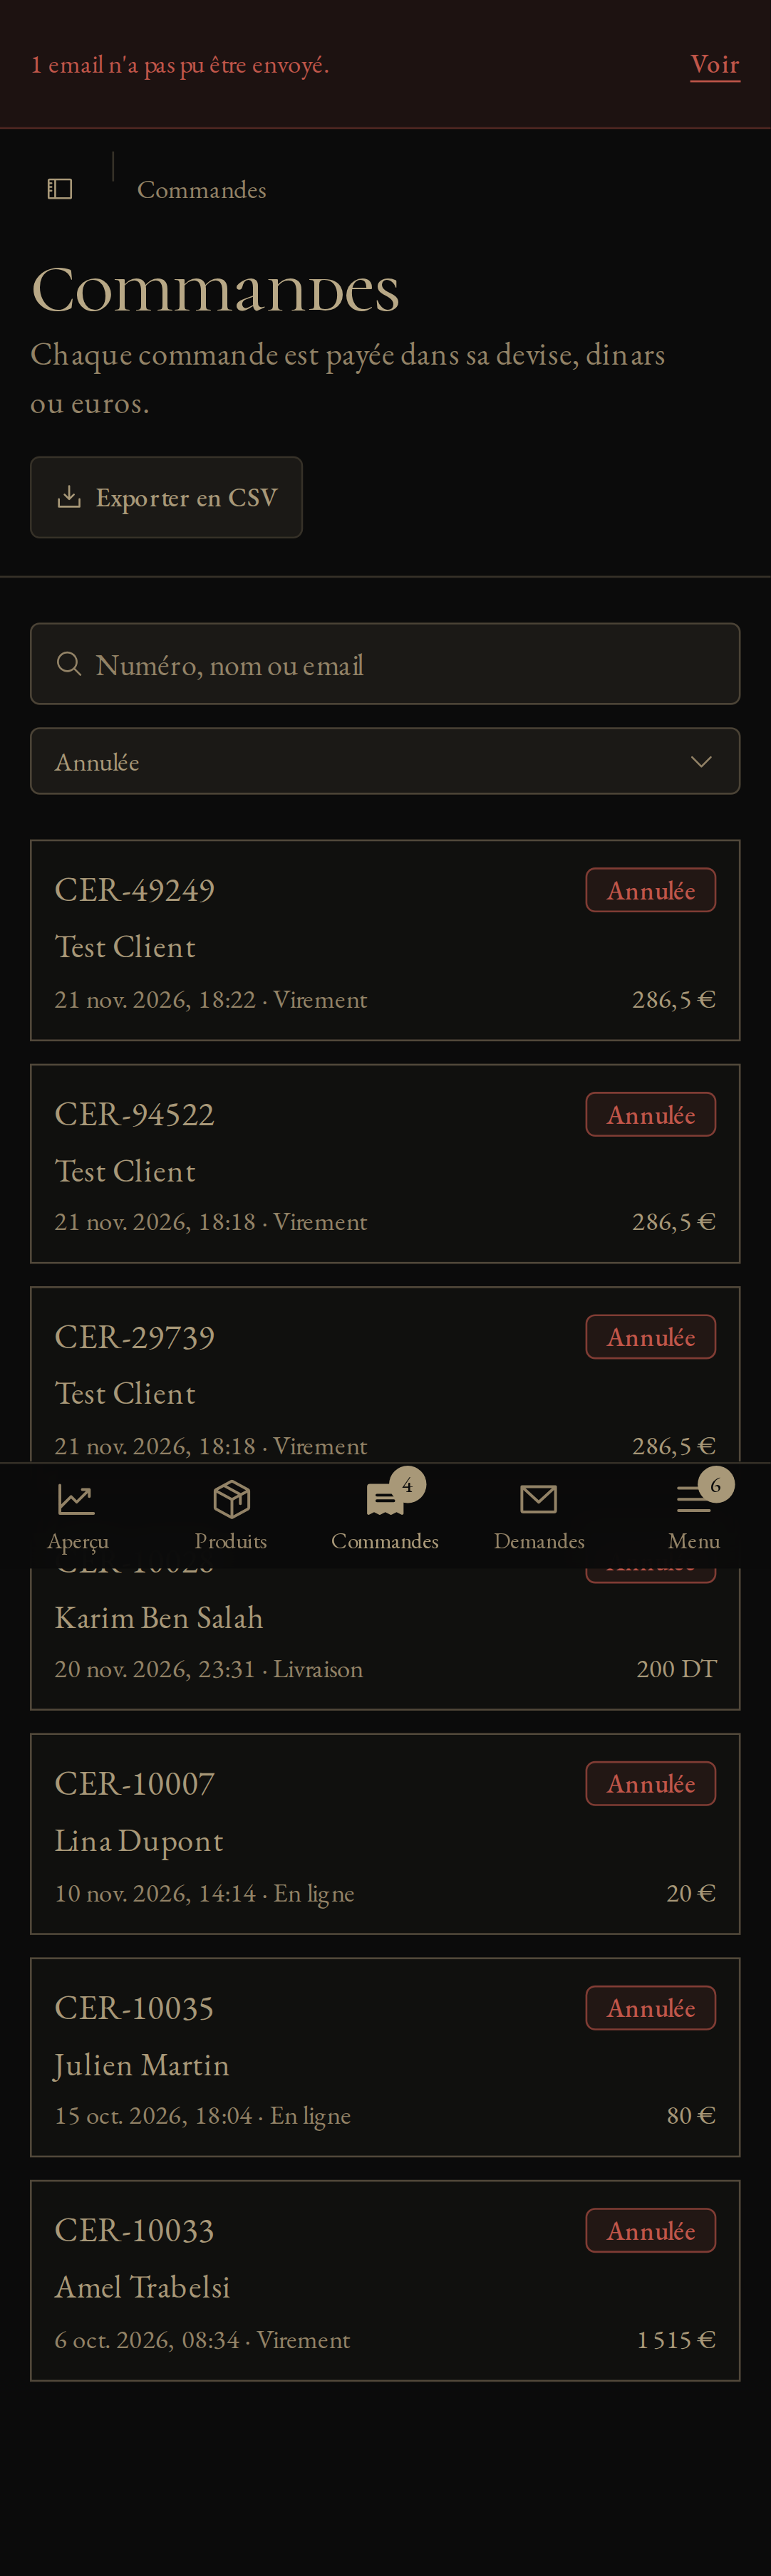 1 email n'a pas pu être envoyé.
Voir
Commandes
Commandes
Chaque commande est payée dans sa devise, dinars
ou euros.
Exporter en CSV
Numéro, nom ou email
Annulée
CER-49249
Annulée
Test Client
21 nov. 2026, 18:22 · Virement
286,5 €
CER-94522
Annulée
Test Client
21 nov. 2026, 18:18 · Virement
286,5 €
CER-29739
Annulée
Test Client
21 nov. 2026, 18:18 · Virement
286,5 €
4
6
Aperçu
Produits
Commandes
Demandes
Menu
Karim Ben Salah
20 nov. 2026, 23:31 · Livraison
200 DT
CER-10007
Annulée
Lina Dupont
10 nov. 2026, 14:14 · En ligne
20 €
CER-10035
Annulée
Julien Martin
15 oct. 2026, 18:04 · En ligne
80 €
CER-10033
Annulée
Amel Trabelsi
6 oct. 2026, 08:34 · Virement
1 515 €